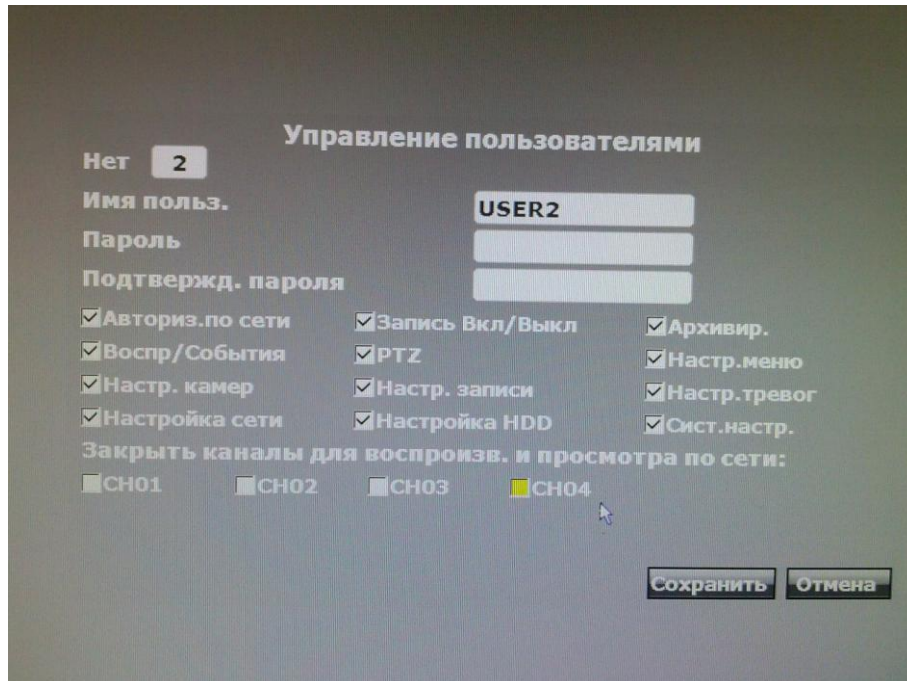 Управление пользователями
Нет 2
Имя польз. USER2
Пароль
Подтвержд. пароля
Авториз.по сети Запись Вкл/Выкл Архивир.
Воспр/События PTZ Настр.меню
Настр. камер Настр. записи Настр.тревог
Настройка сети Настройка HDD Сист.настр.
Закрыть каналы для воспроизв. и просмотра по сети:
CH01 CH02 CH03 CH04
Сохранить Отмена